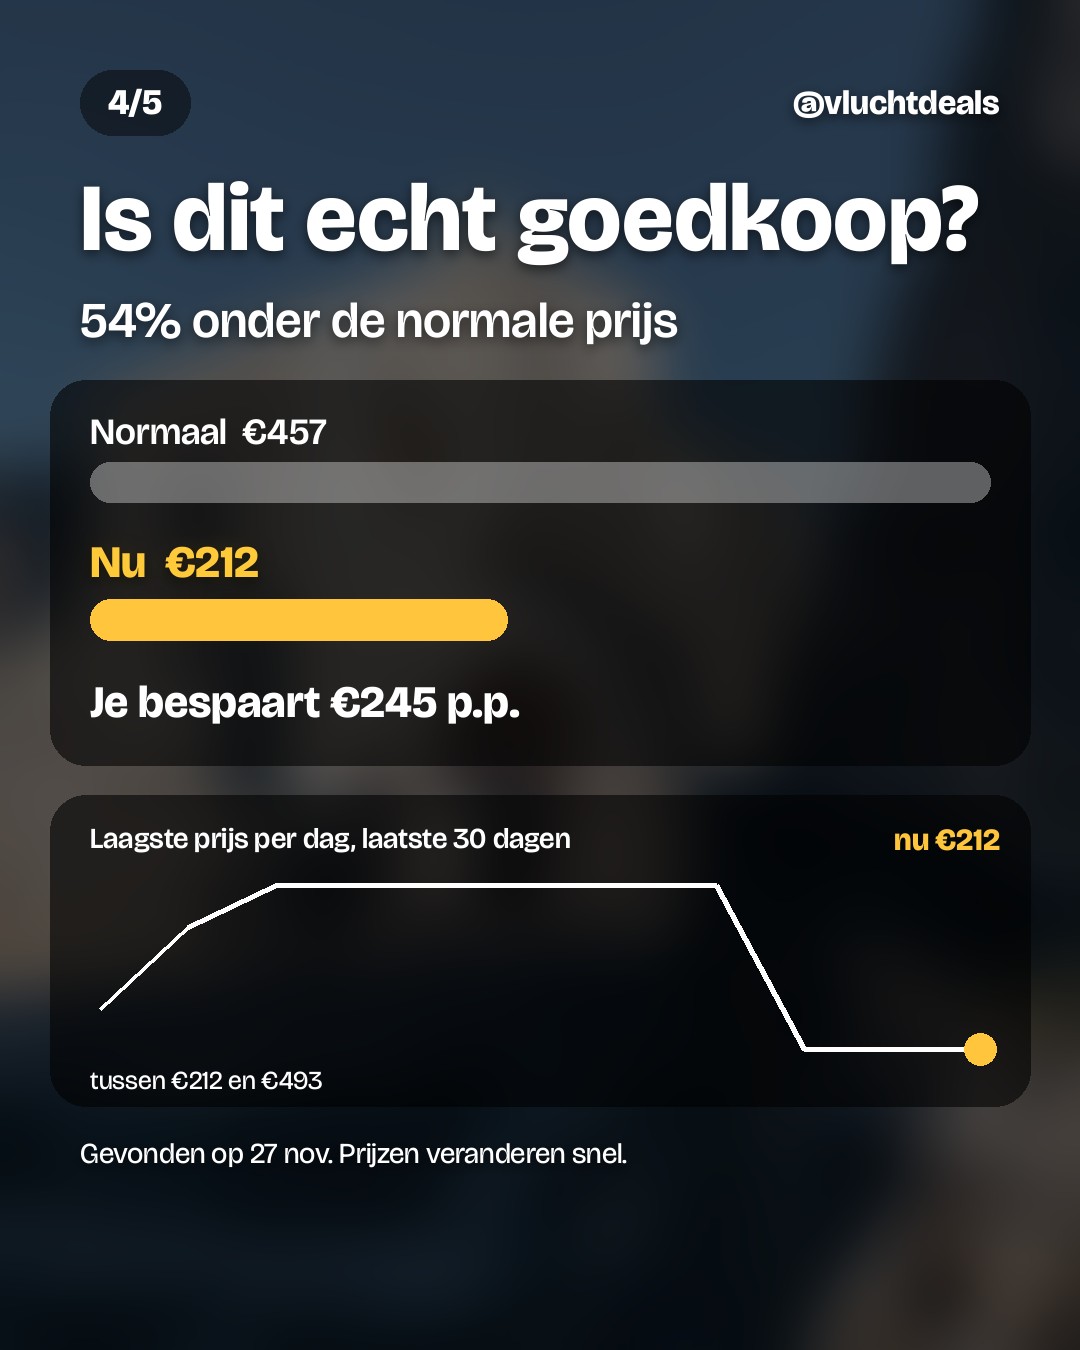 4/5
@vluchtdeals
Is dit echt goedkoop?
54% onder de normale prijs
Normaal €457
Nu €212
Je bespaart €245 p.p.
Laagste prijs per dag, laatste 30 dagen
nu €212
tussen €212 en €493
Gevonden op 27 nov. Prijzen veranderen snel.